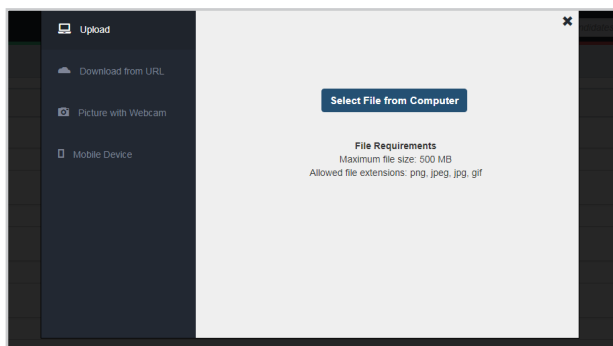 Upload
Download from URL
Picture with Webcam
Mobile Device
Select File from Computer
File Requirements
Maximum file size: 500 MB
Allowed file extensions: png, jpeg, jpg, gif